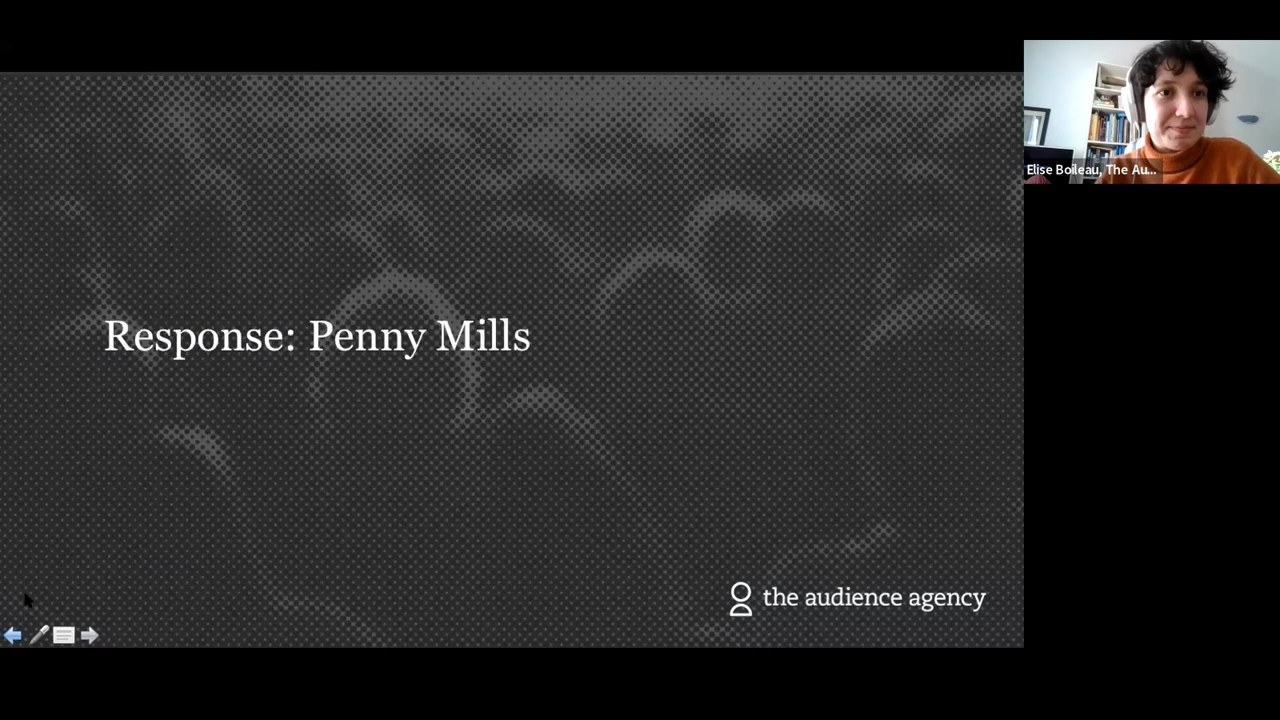 Elise Boileau, The Au...
Response: Penny Mills
the audience agency